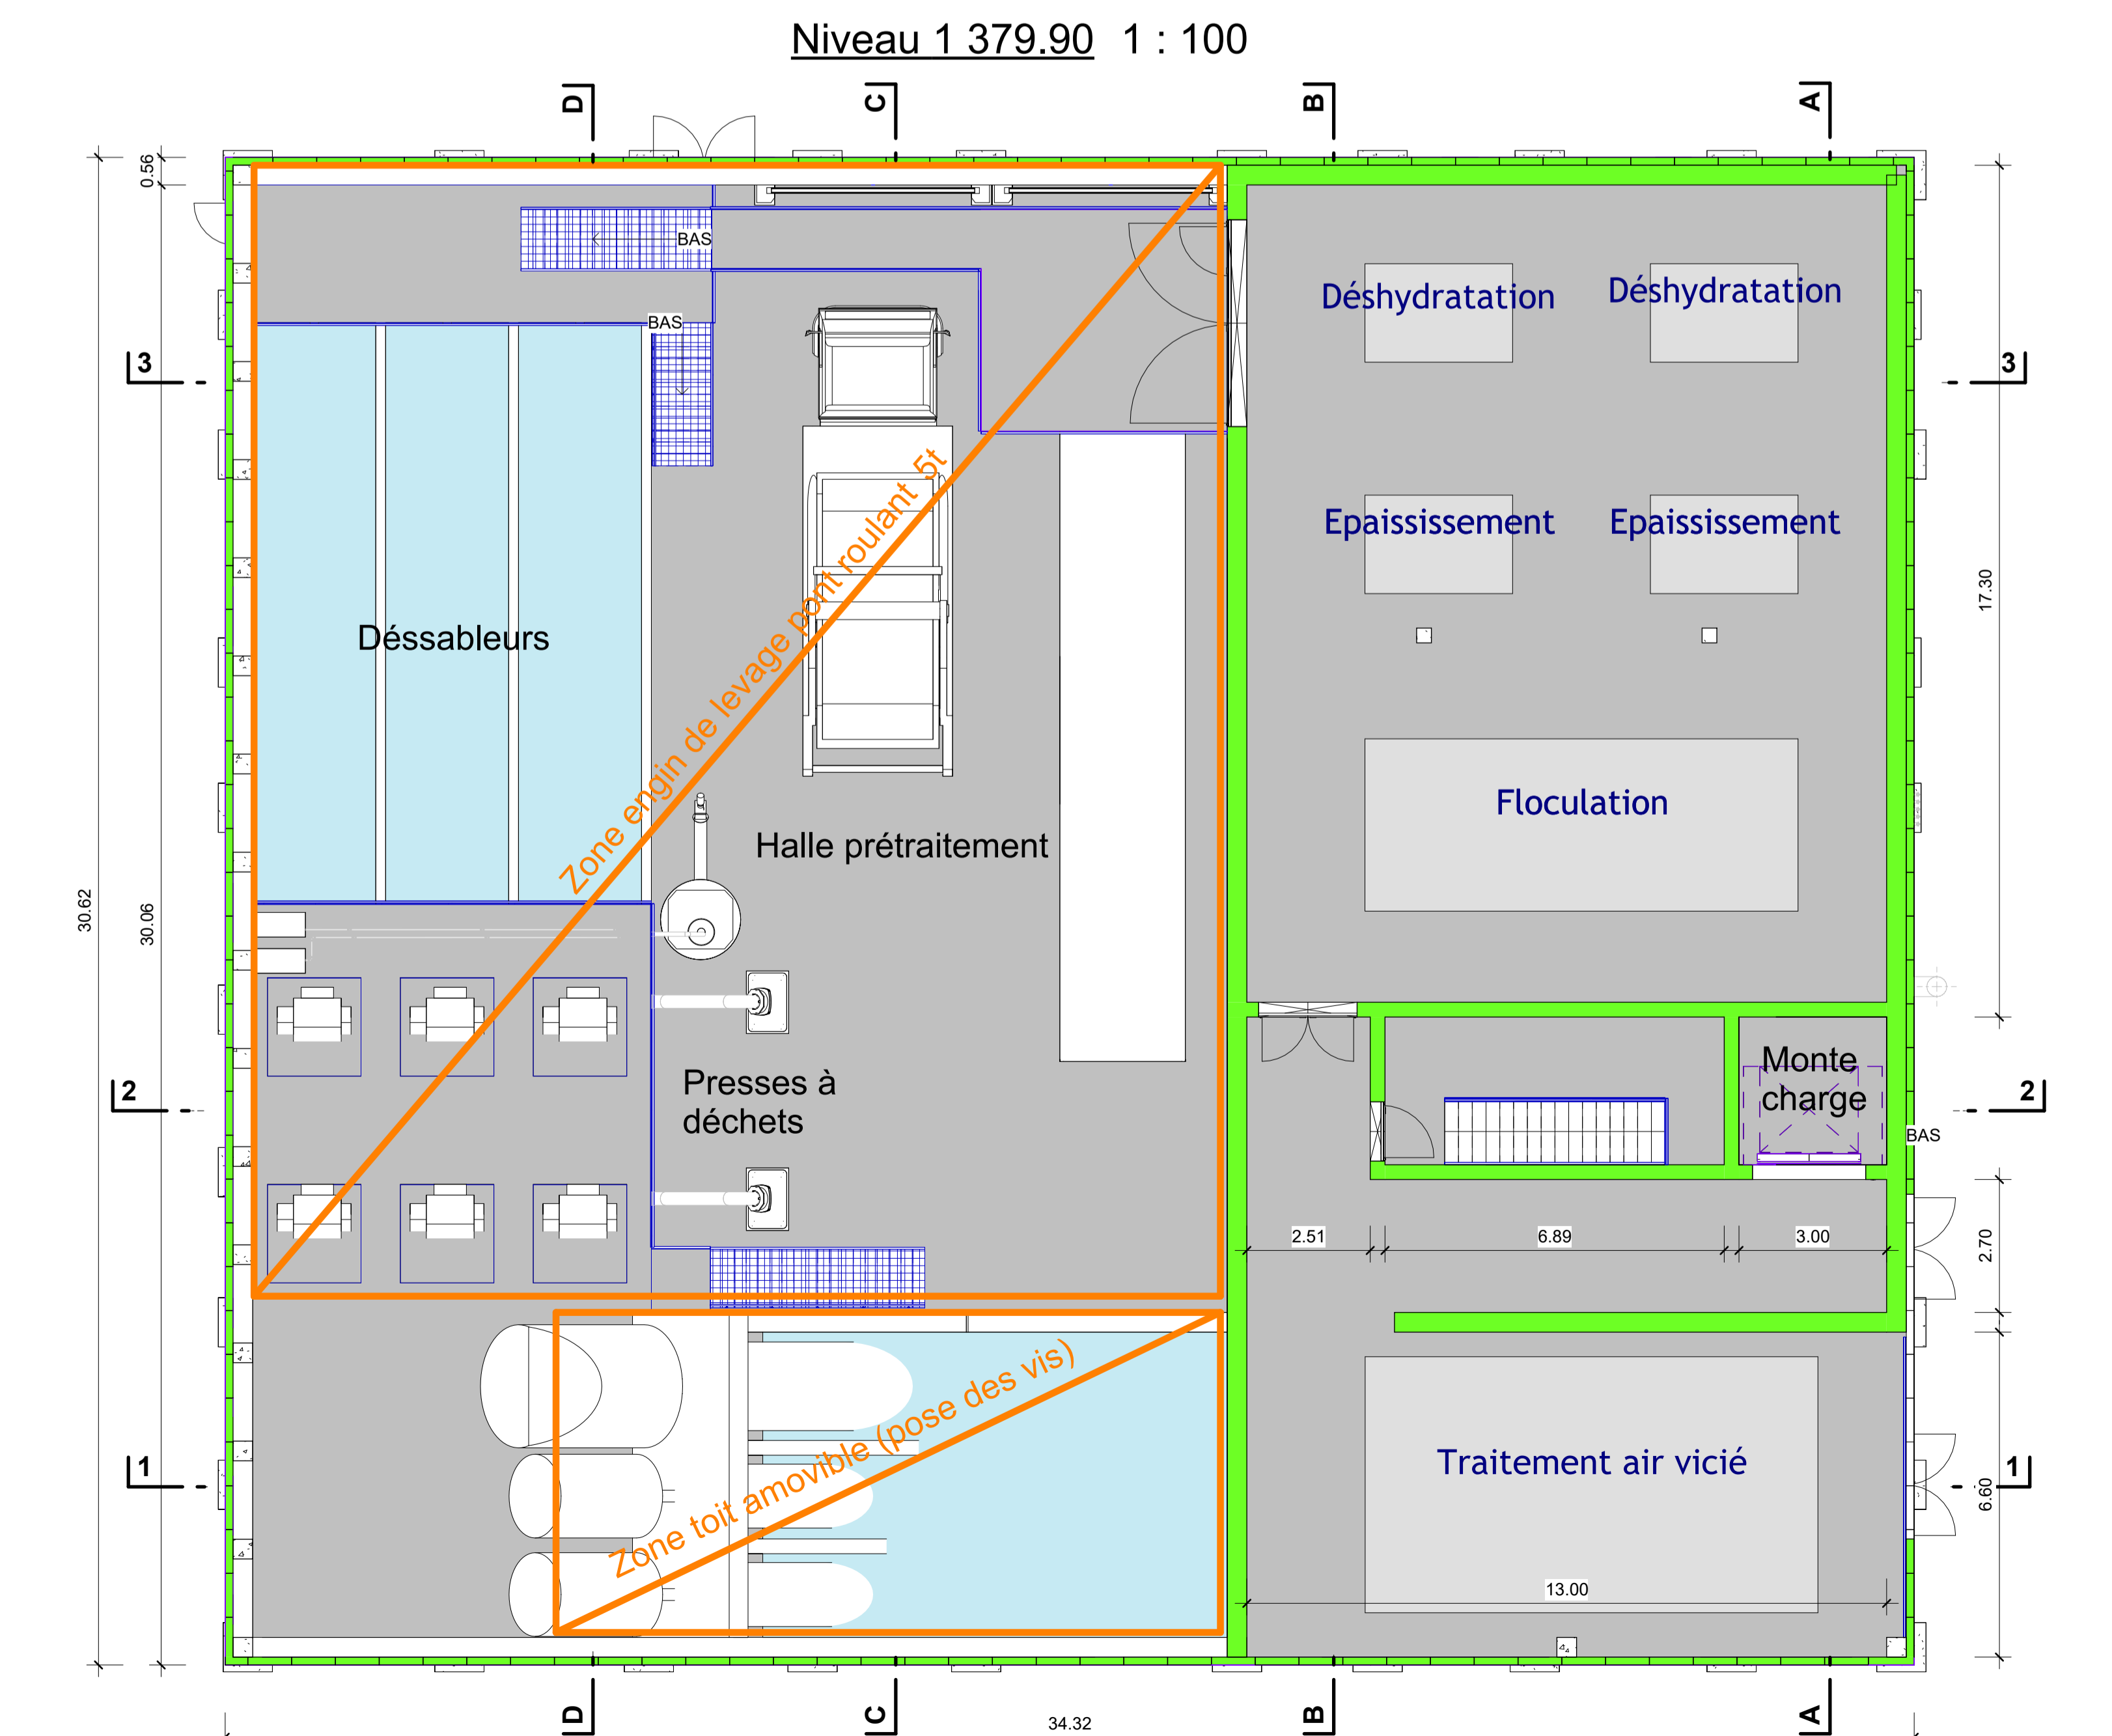 Niveau 1 379.90 1 : 100
D
C
B
A
0.56
BAS
BAS
Déshydratation
Déshydratation
3
3
Zone engin de levage pont roulant 5t
Epaississement
Epaississement
17.30
Déssableurs
Floculation
Halle prétraitement
30.62
30.06
Presses à
déchets
Monte
charge
2
2
BAS
2.51
6.89
3.00
2.70
Zone toit amovible (pose des vis)
Traitement air vicié
1
1
6.60
13.00
D
C
B
A
34.32